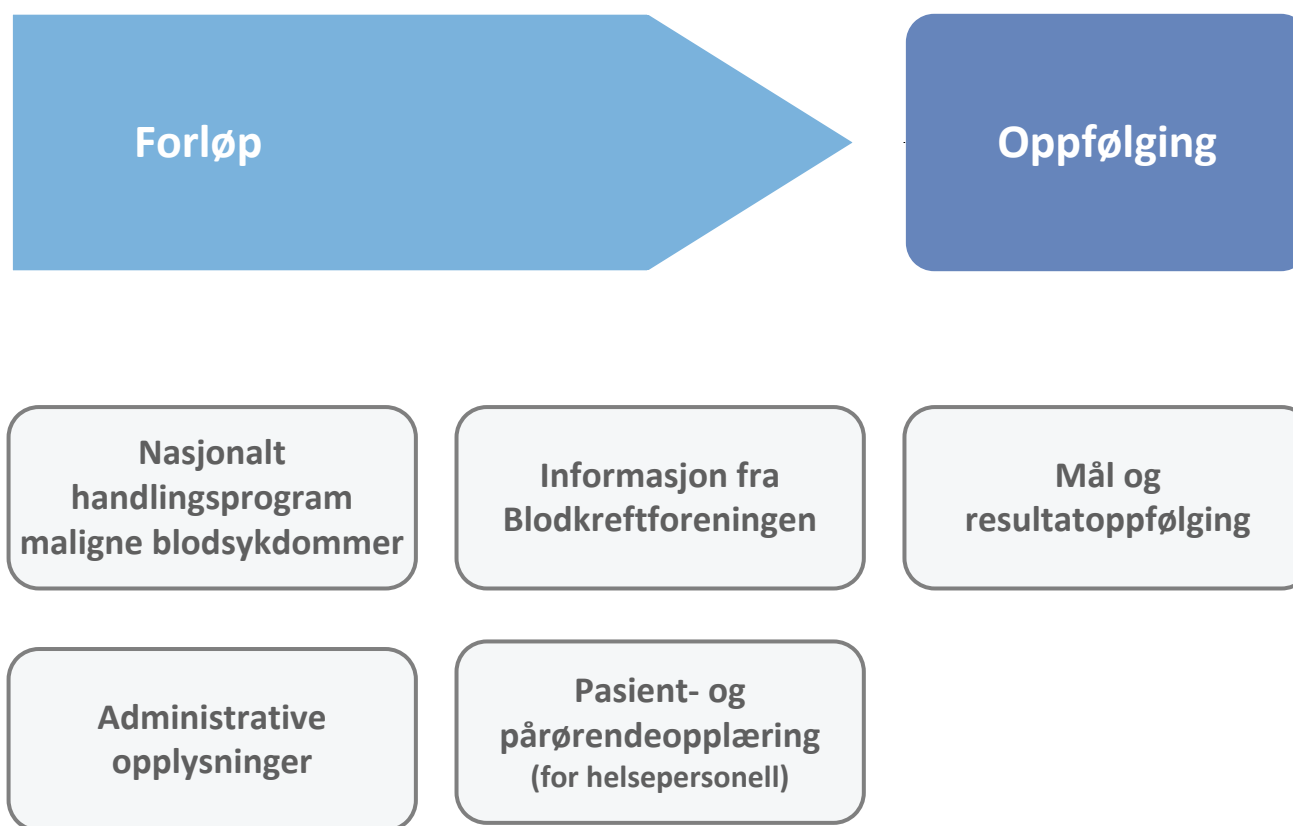 Forløp
Oppfølging
Nasjonalt
handlingsprogram
maligne blodsykdommer
Informasjon fra
Blodkreftforeningen
Mål og
resultatoppfølging
Administrative
opplysninger
Pasient- og
pårørendeopplæring
(for helsepersonell)